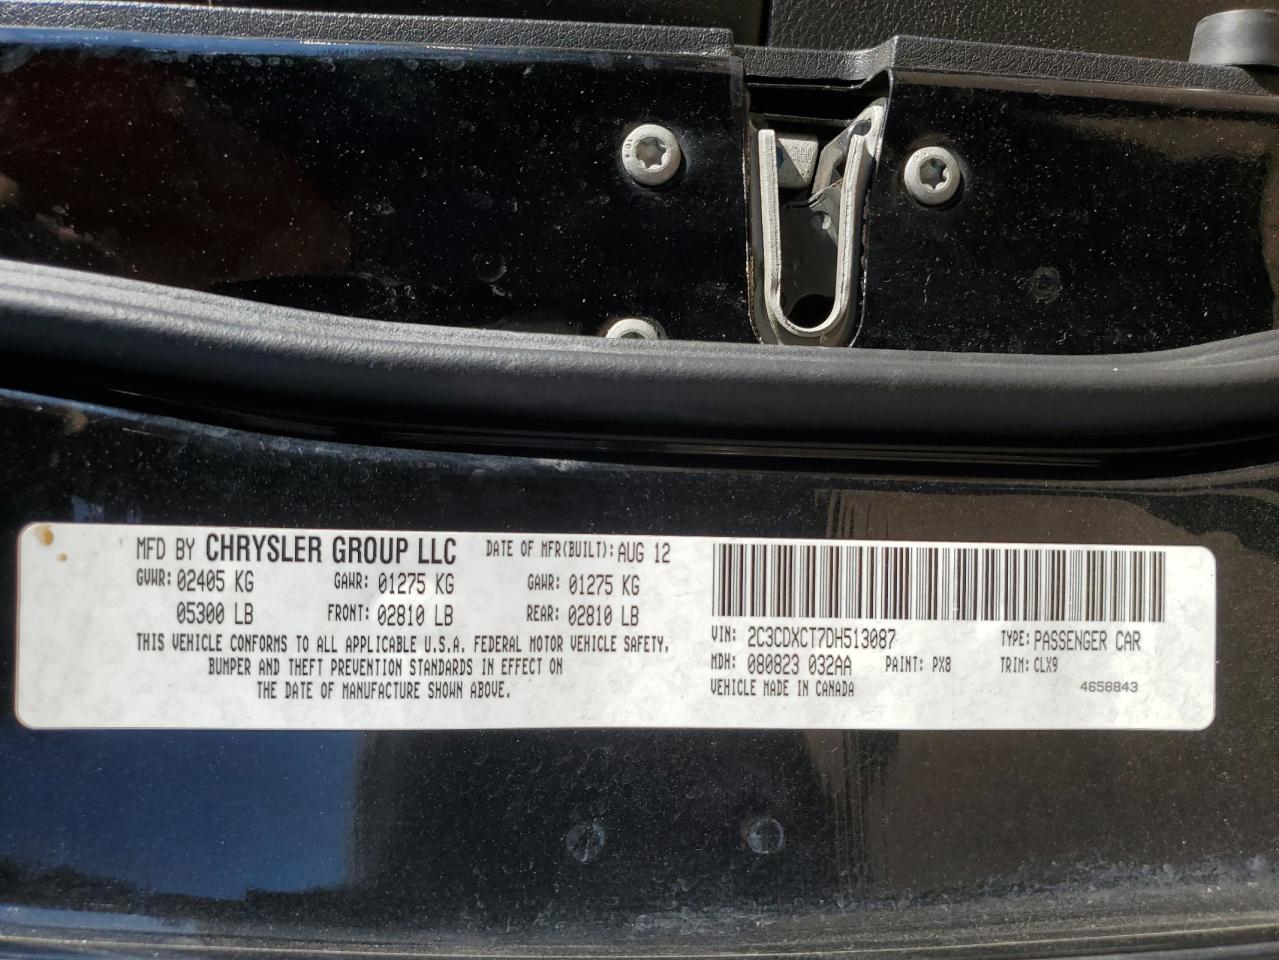 MFD BY CHRYSLER GROUP LLC DATE OF MFR(BUILT): AUG 12
GVWR: 02405 KG GAWR: 01275 KG GAWR: 01275 KG
05300 LB FRONT: 02810 LB REAR: 02810 LB
THIS VEHICLE CONFORMS TO ALL APPLICABLE U.S.A. FEDERAL MOTOR VEHICLE SAFETY,
BUMPER AND THEFT PREVENTION STANDARDS IN EFFECT ON
THE DATE OF MANUFACTURE SHOWN ABOVE.
VIN: 2C3CDXCT7DH513087 TYPE: PASSENGER CAR
MDH: 080823 032AA PAINT: PX8 TRIM: CLX9
VEHICLE MADE IN CANADA 4658843